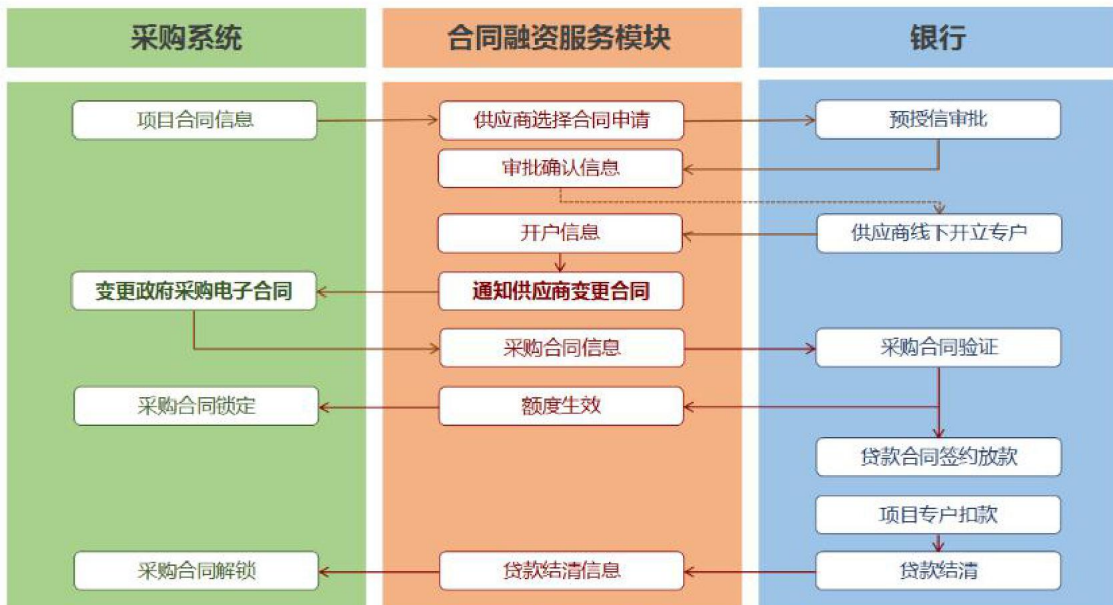 采购系统
合同融资服务模块
银行
项目合同信息
供应商选择合同申请
预授信审批
审批确认信息
开户信息
供应商线下开立专户
变更政府采购电子合同
通知供应商变更合同
采购合同信息
采购合同验证
采购合同锁定
额度生效
贷款合同签约放款
项目专户扣款
采购合同解锁
贷款结清信息
贷款结清